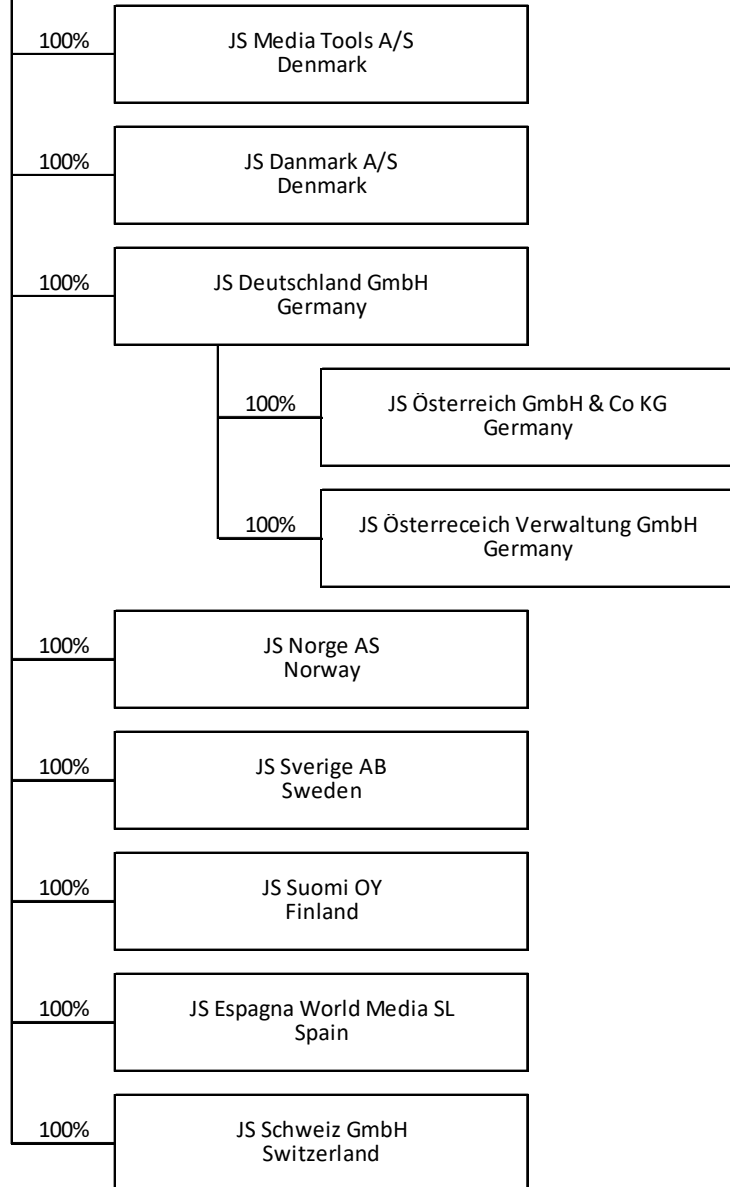 100%
JS Media Tools A/S
Denmark
100%
JS Danmark A/S
Denmark
100%
JS Deutschland GmbH
Germany
100%
JS Österreich GmbH & Co KG
Germany
100%
JS Österreceich Verwaltung GmbH
Germany
100%
JS Norge AS
Norway
100%
JS Sverige AB
Sweden
100%
JS Suomi OY
Finland
100%
JS Espagna World Media SL
Spain
100%
JS Schweiz GmbH
Switzerland